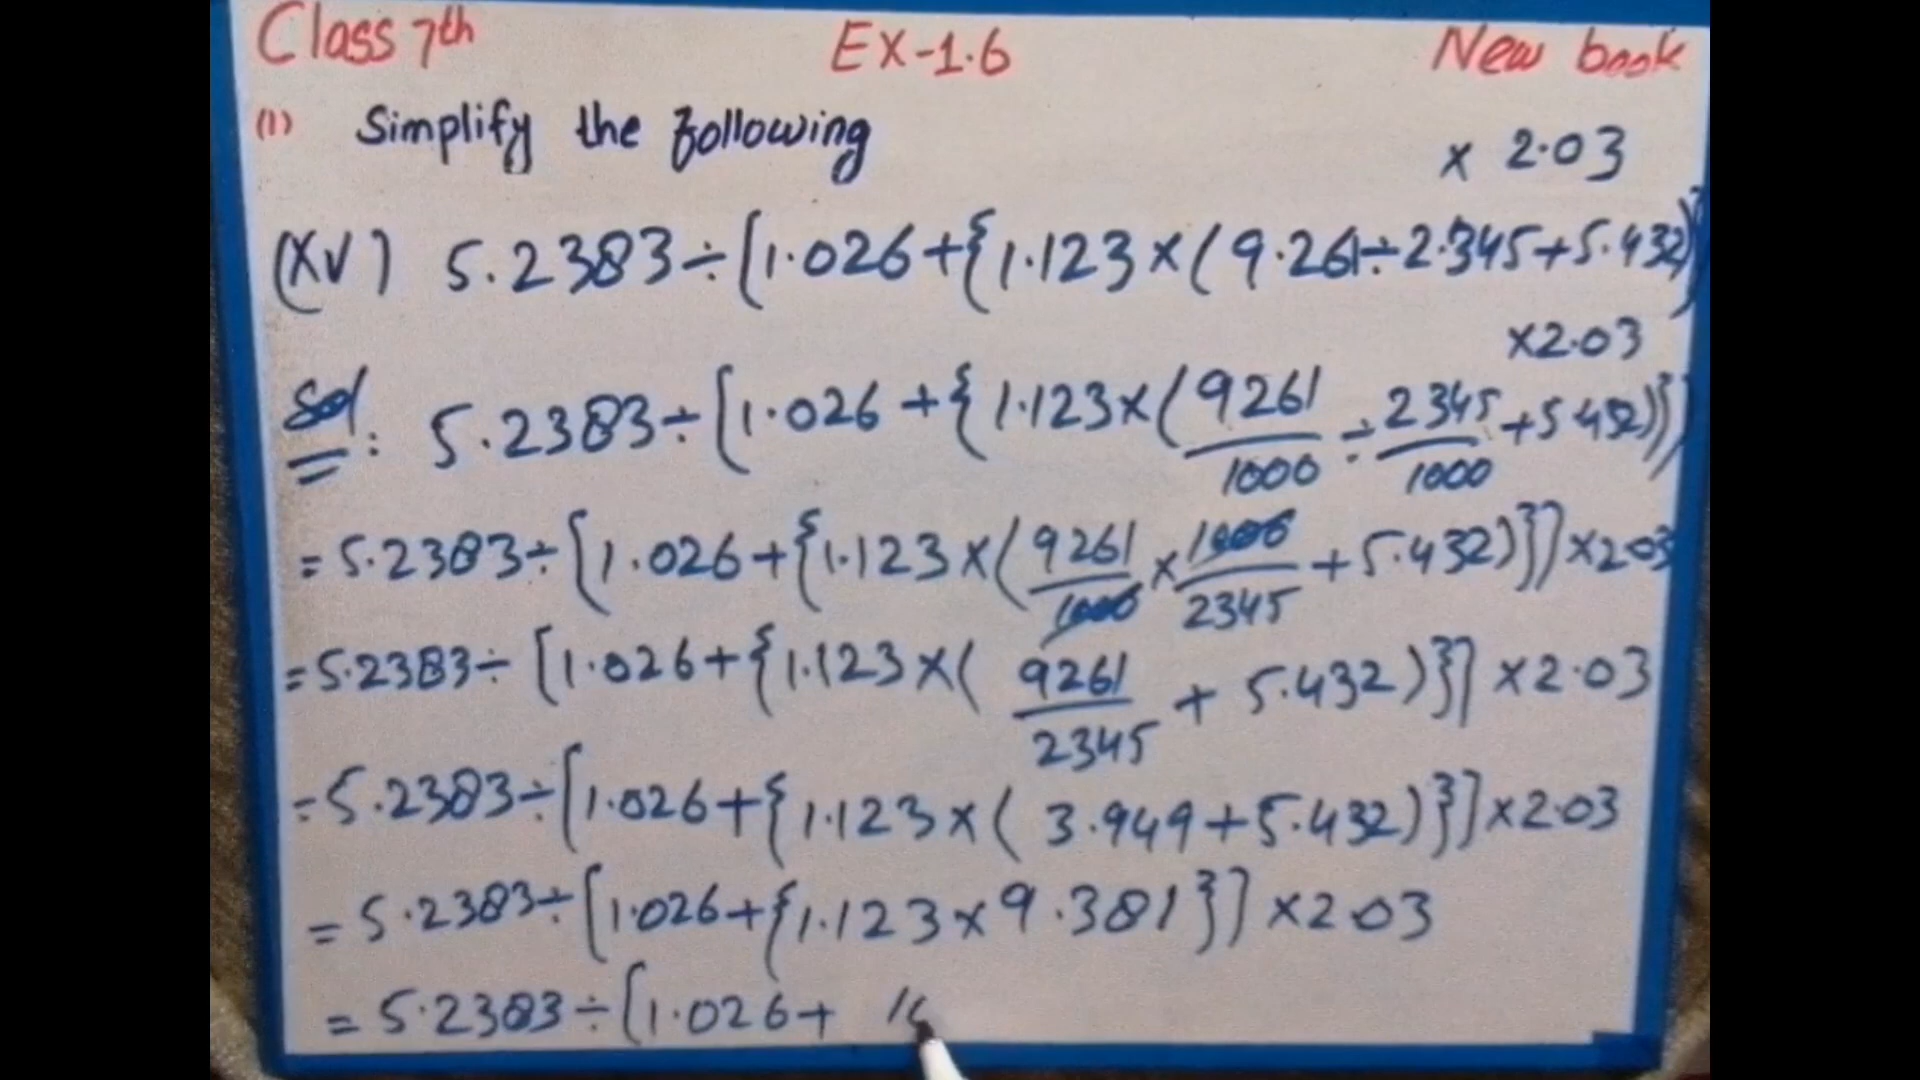 Class 7th EX-1.6 New book
(1) Simplify the following
× 2.03
(XV) 5.2383÷[1.026+{1.123×(9.261÷2.345+5.432)}
×2.03
Sol: 5.2383÷[1.026+{1.123×(9261/1000÷2345/1000+5.432)}]
=5.2383÷[1.026+{1.123×(9261/1000×1000/2345+5.432)}]×2.03
=5.2383÷[1.026+{1.123×(9261/2345+5.432)}]×2.03
=5.2383÷[1.026+{1.123×(3.949+5.432)}]×2.03
=5.2383÷[1.026+{1.123×9.381}]×2.03
=5.2383÷[1.026+ 1